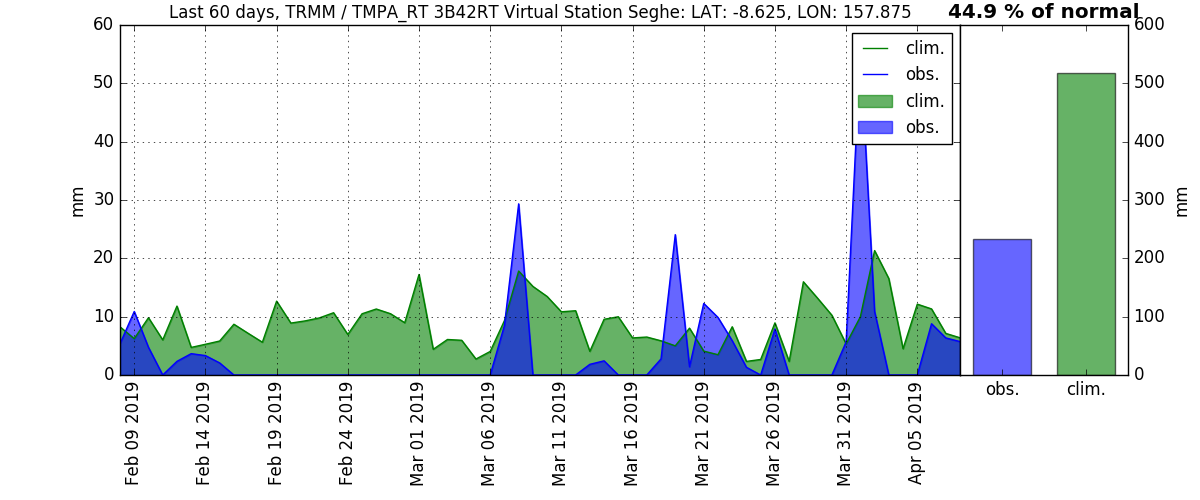 Last 60 days, TRMM / TMPA_RT 3B42RT Virtual Station Seghe: LAT: -8.625, LON: 157.875
44.9 % of normal
60
50
40
30
20
10
0
mm
clim.
obs.
clim.
obs.
Feb 09 2019
Feb 14 2019
Feb 19 2019
Feb 24 2019
Mar 01 2019
Mar 06 2019
Mar 11 2019
Mar 16 2019
Mar 21 2019
Mar 26 2019
Mar 31 2019
Apr 05 2019
600
500
400
300
200
100
0
mm
obs.
clim.